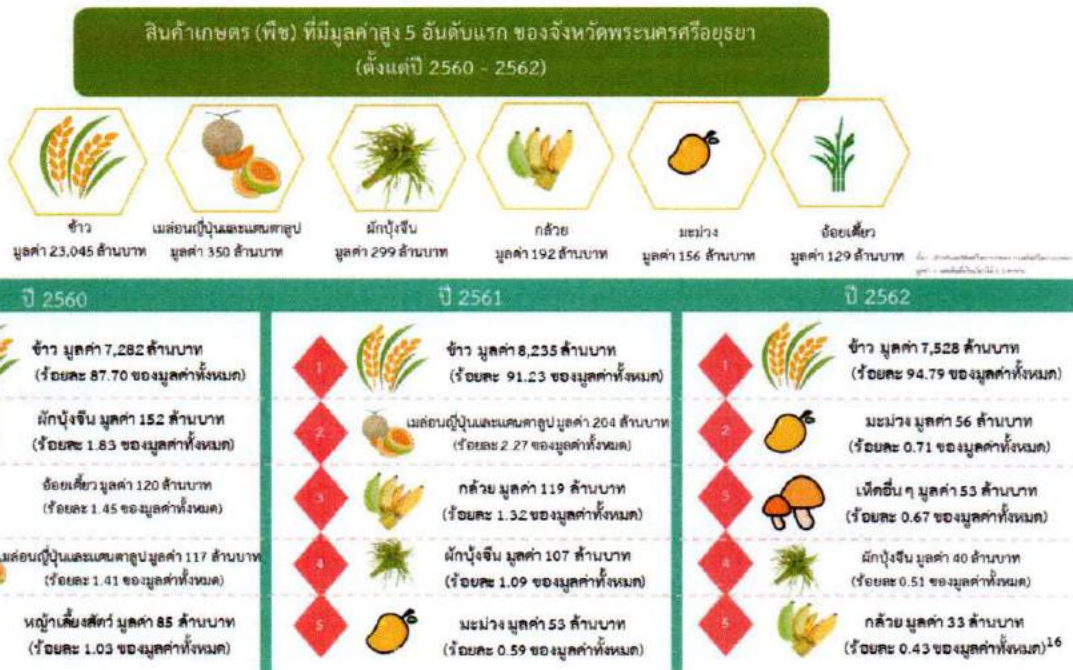 สินค้าเกษตร (พืช) ที่มีมูลค่าสูง 5 อันดับแรก ของจังหวัดพระนครศรีอยุธยา
(ตั้งแต่ปี 2560 - 2562)
ข้าว
มูลค่า 23,045 ล้านบาท
เมล่อนญี่ปุ่นและแตนตาลูป
มูลค่า 350 ล้านบาท
ผักบุ้งจีน
มูลค่า 299 ล้านบาท
กล้วย
มูลค่า 192 ล้านบาท
มะม่วง
มูลค่า 156 ล้านบาท
อ้อยเคี้ยว
มูลค่า 129 ล้านบาท
ปี 2560
ข้าว มูลค่า 7,282 ล้านบาท
(ร้อยละ 87.70 ของมูลค่าทั้งหมด)
ผักบุ้งจีน มูลค่า 152 ล้านบาท
(ร้อยละ 1.83 ของมูลค่าทั้งหมด)
อ้อยเคี้ยว มูลค่า 120 ล้านบาท
(ร้อยละ 1.45 ของมูลค่าทั้งหมด)
เมล่อนญี่ปุ่นและแตนตาลูป มูลค่า 117 ล้านบาท
(ร้อยละ 1.41 ของมูลค่าทั้งหมด)
หญ้าเลี้ยงสัตว์ มูลค่า 85 ล้านบาท
(ร้อยละ 1.03 ของมูลค่าทั้งหมด)
ปี 2561
1
ข้าว มูลค่า 8,235 ล้านบาท
(ร้อยละ 91.23 ของมูลค่าทั้งหมด)
2
เมล่อนญี่ปุ่นและแตนตาลูป มูลค่า 204 ล้านบาท
(ร้อยละ 2.27 ของมูลค่าทั้งหมด)
3
กล้วย มูลค่า 119 ล้านบาท
(ร้อยละ 1.32 ของมูลค่าทั้งหมด)
4
ผักบุ้งจีน มูลค่า 107 ล้านบาท
(ร้อยละ 1.09 ของมูลค่าทั้งหมด)
5
มะม่วง มูลค่า 53 ล้านบาท
(ร้อยละ 0.59 ของมูลค่าทั้งหมด)
ปี 2562
1
ข้าว มูลค่า 7,528 ล้านบาท
(ร้อยละ 94.79 ของมูลค่าทั้งหมด)
2
มะม่วง มูลค่า 56 ล้านบาท
(ร้อยละ 0.71 ของมูลค่าทั้งหมด)
เห็ดอื่น ๆ มูลค่า 53 ล้านบาท
(ร้อยละ 0.67 ของมูลค่าทั้งหมด)
4
ผักบุ้งจีน มูลค่า 40 ล้านบาท
(ร้อยละ 0.51 ของมูลค่าทั้งหมด)
5
กล้วย มูลค่า 33 ล้านบาท
(ร้อยละ 0.43 ของมูลค่าทั้งหมด)
16